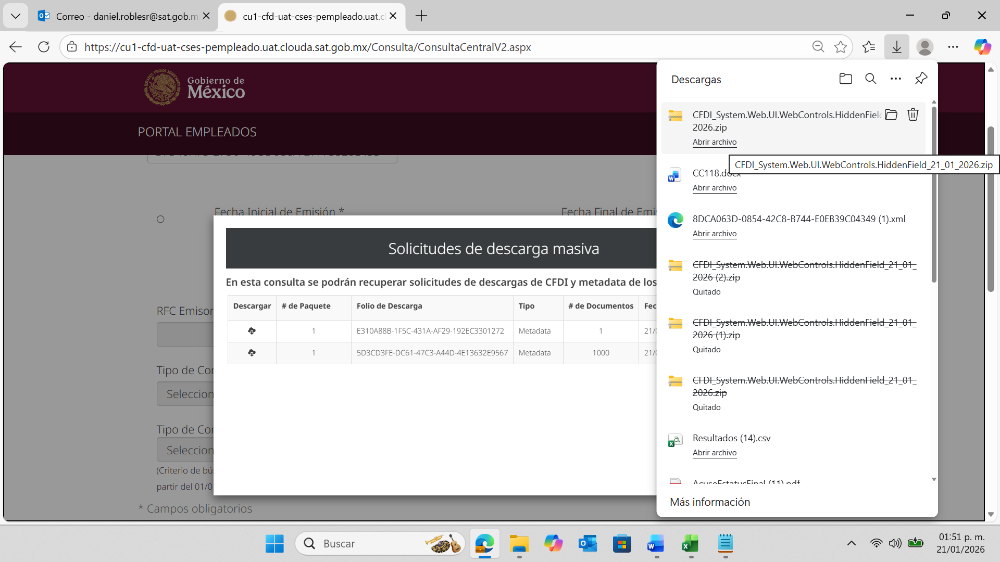 Correo - daniel.roblesr@sat.gob.m
cu1-cfd-uat-cses-pempleado.uat.cl
https://cu1-cfd-uat-cses-pempleado.uat.clouda.sat.gob.mx/Consulta/ConsultaCentralV2.aspx
Gobierno de
México
PORTAL EMPLEADOS
Fecha Inicial de Emisión *
Fecha Final de Emi
RFC Emisor
Tipo de Cor
Seleccion
Tipo de Cor
Seleccion
(Criterio de bú
partir del 01/0
* Campos obligatorios
Solicitudes de descarga masiva
En esta consulta se podrán recuperar solicitudes de descargas de CFDI y metadata de los
Descargar # de Paquete Folio de Descarga Tipo # de Documentos Fec
1 E310A88B-1F5C-431A-AF29-192EC3301272 Metadata 1 21/0
1 5D3CD3FE-DC61-47C3-A44D-4E13632E9567 Metadata 1000 21/0
Descargas
CFDI_System.Web.UI.WebControls.HiddenField
2026.zip
Abrir archivo
CFDI_System.Web.UI.WebControls.HiddenField_21_01_2026.zip
CC118.docx
Abrir archivo
8DCA063D-0854-42C8-B744-E0EB39C04349 (1).xml
Abrir archivo
CFDI_System.Web.UI.WebControls.HiddenField_21_01_
2026 (2).zip
Quitado
CFDI_System.Web.UI.WebControls.HiddenField_21_01_
2026 (1).zip
Quitado
CFDI_System.Web.UI.WebControls.HiddenField_21_01_
2026.zip
Quitado
Resultados (14).csv
Abrir archivo
AcuseEstatusFinal (11).pdf
Más información
Buscar
01:51 p. m.
21/01/2026